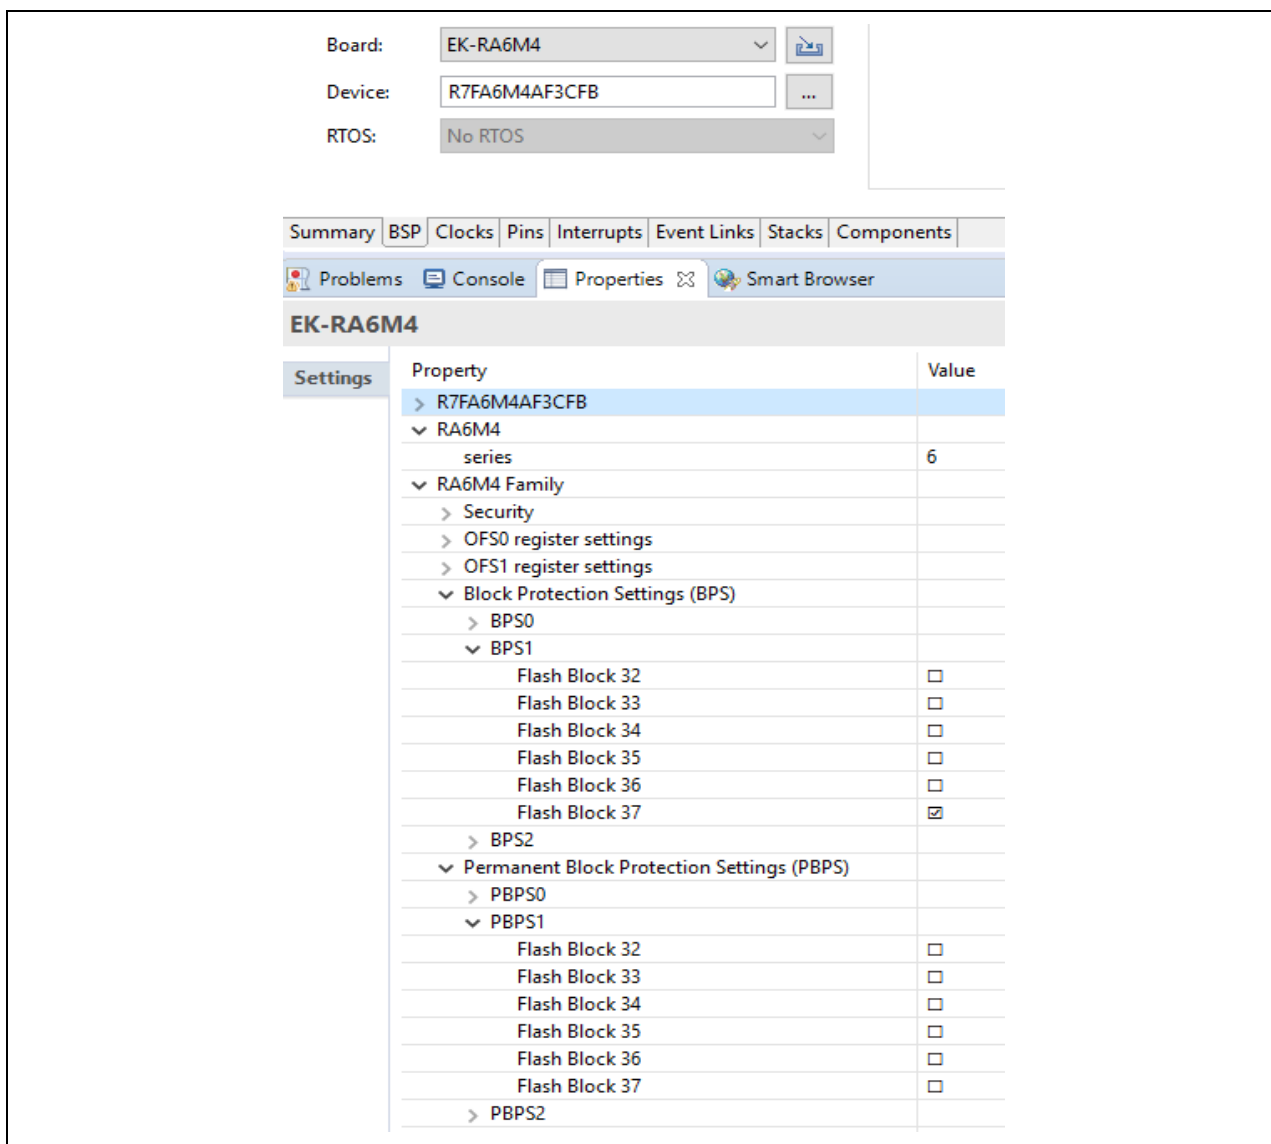 Board: EK-RA6M4
Device: R7FA6M4AF3CFB ...
RTOS: No RTOS
Summary BSP Clocks Pins Interrupts Event Links Stacks Components
Problems Console Properties Smart Browser
EK-RA6M4
Settings Property Value
R7FA6M4AF3CFB
RA6M4
series 6
RA6M4 Family
Security
OFS0 register settings
OFS1 register settings
Block Protection Settings (BPS)
BPS0
BPS1
Flash Block 32
Flash Block 33
Flash Block 34
Flash Block 35
Flash Block 36
Flash Block 37
BPS2
Permanent Block Protection Settings (PBPS)
PBPS0
PBPS1
Flash Block 32
Flash Block 33
Flash Block 34
Flash Block 35
Flash Block 36
Flash Block 37
PBPS2